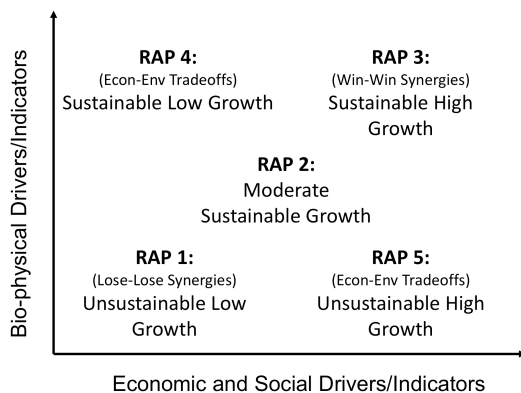 Bio-physical Drivers/Indicators
RAP 4:
(Econ-Env Tradeoffs)
Sustainable Low Growth
RAP 3:
(Win-Win Synergies)
Sustainable High
Growth
RAP 2:
Moderate
Sustainable Growth
RAP 1:
(Lose-Lose Synergies)
Unsustainable Low
Growth
RAP 5:
(Econ-Env Tradeoffs)
Unsustainable High
Growth
Economic and Social Drivers/Indicators